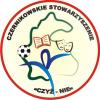 CZERNIKOWSKIE STOWARZYSZENIE
"CZYŻ - NIE"